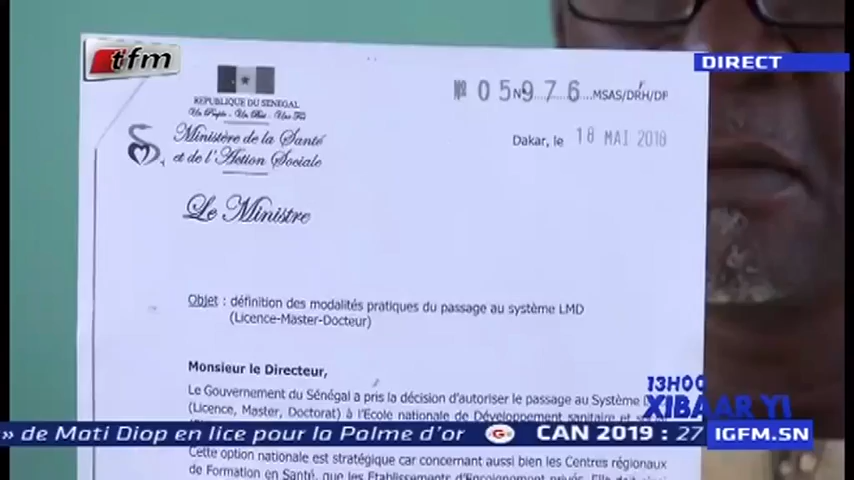 tfm
DIRECT
REPUBLIQUE DU SENEGAL
Un Peuple - Un But - Une Foi
Ministère de la Santé
et de l'Action Sociale
Le Ministre
N° 05N°976 MSAS/DRH/DF
Dakar, le 18 MAI 2018
Objet : définition des modalités pratiques du passage au système LMD
(Licence-Master-Docteur)
Monsieur le Directeur,
Le Gouvernement du Sénégal a pris la décision d'autoriser le passage au Système
(Licence, Master, Doctorat) à l'Ecole nationale de Développement sanitaire et
13H00
XIBAAR YI
» de Mati Diop en lice pour la Palme d'or
CAN 2019 : 27
IGFM.SN
Cette option nationale est stratégique car concernant aussi bien les Centres régionaux
de Formation en Santé, que les Etablissements d'Enseignement privés. Elle doit